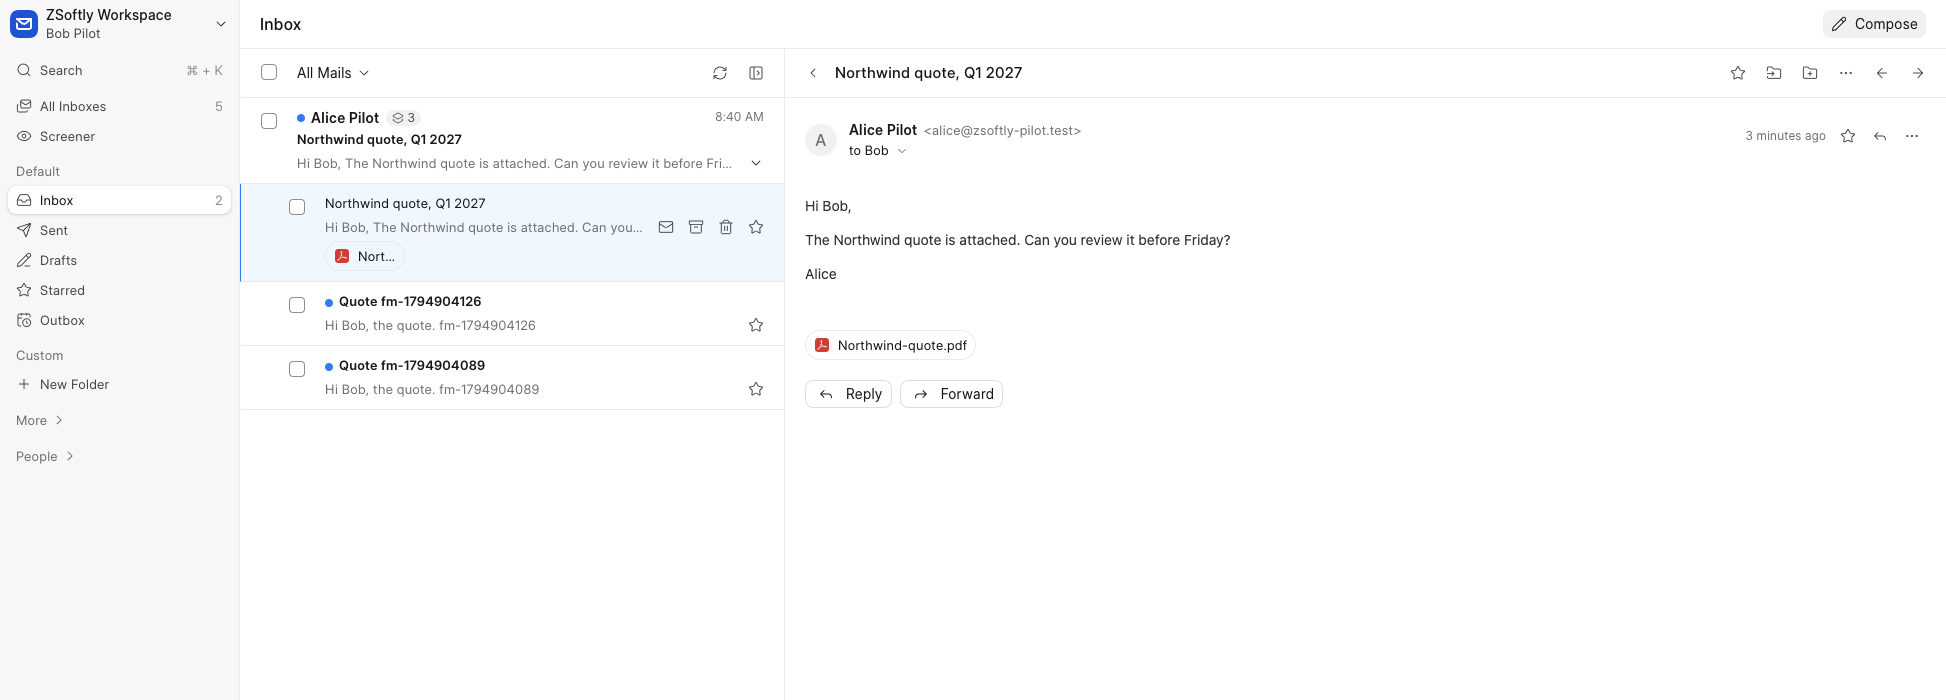 ZSoftly Workspace
Bob Pilot
Search
⌘ + K
All Inboxes
5
Screener
Default
Inbox
2
Sent
Drafts
Starred
Outbox
Custom
New Folder
More
People
Inbox
Compose
All Mails
Alice Pilot
3
8:40 AM
Northwind quote, Q1 2027
Hi Bob, The Northwind quote is attached. Can you review it before Fri...
Northwind quote, Q1 2027
Hi Bob, The Northwind quote is attached. Can you...
Nort...
Quote fm-1794904126
Hi Bob, the quote. fm-1794904126
Quote fm-1794904089
Hi Bob, the quote. fm-1794904089
Northwind quote, Q1 2027
A
Alice Pilot <alice@zsoftly-pilot.test>
to Bob
3 minutes ago
Hi Bob,
The Northwind quote is attached. Can you review it before Friday?
Alice
Northwind-quote.pdf
Reply
Forward